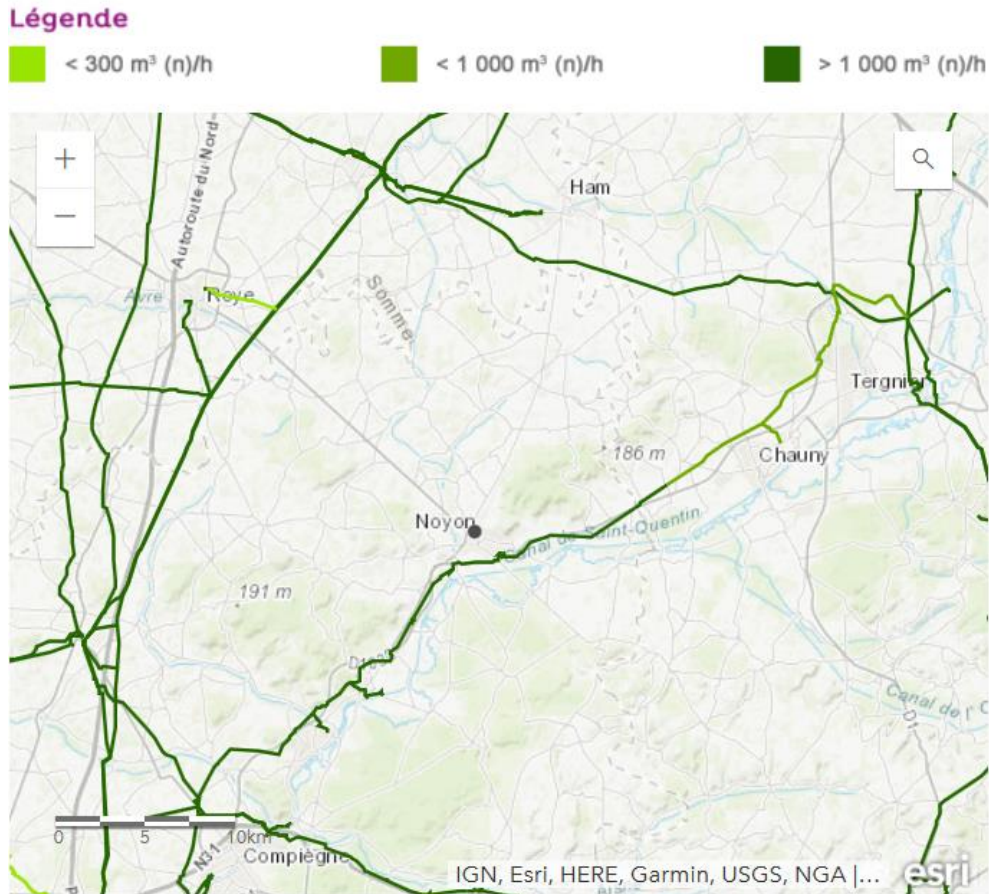 Légende
< 300 m³ (n)/h
< 1 000 m³ (n)/h
> 1 000 m³ (n)/h
+
−
Autoroute du Nord
Ham
Avre
Roye
Somme
Tergnier
186 m
Chauny
Noyon
Canal de Saint-Quentin
191 m
Canal de l'O
D1
0 5 10km
N31
Compiègne
IGN, Esri, HERE, Garmin, USGS, NGA |...
esri